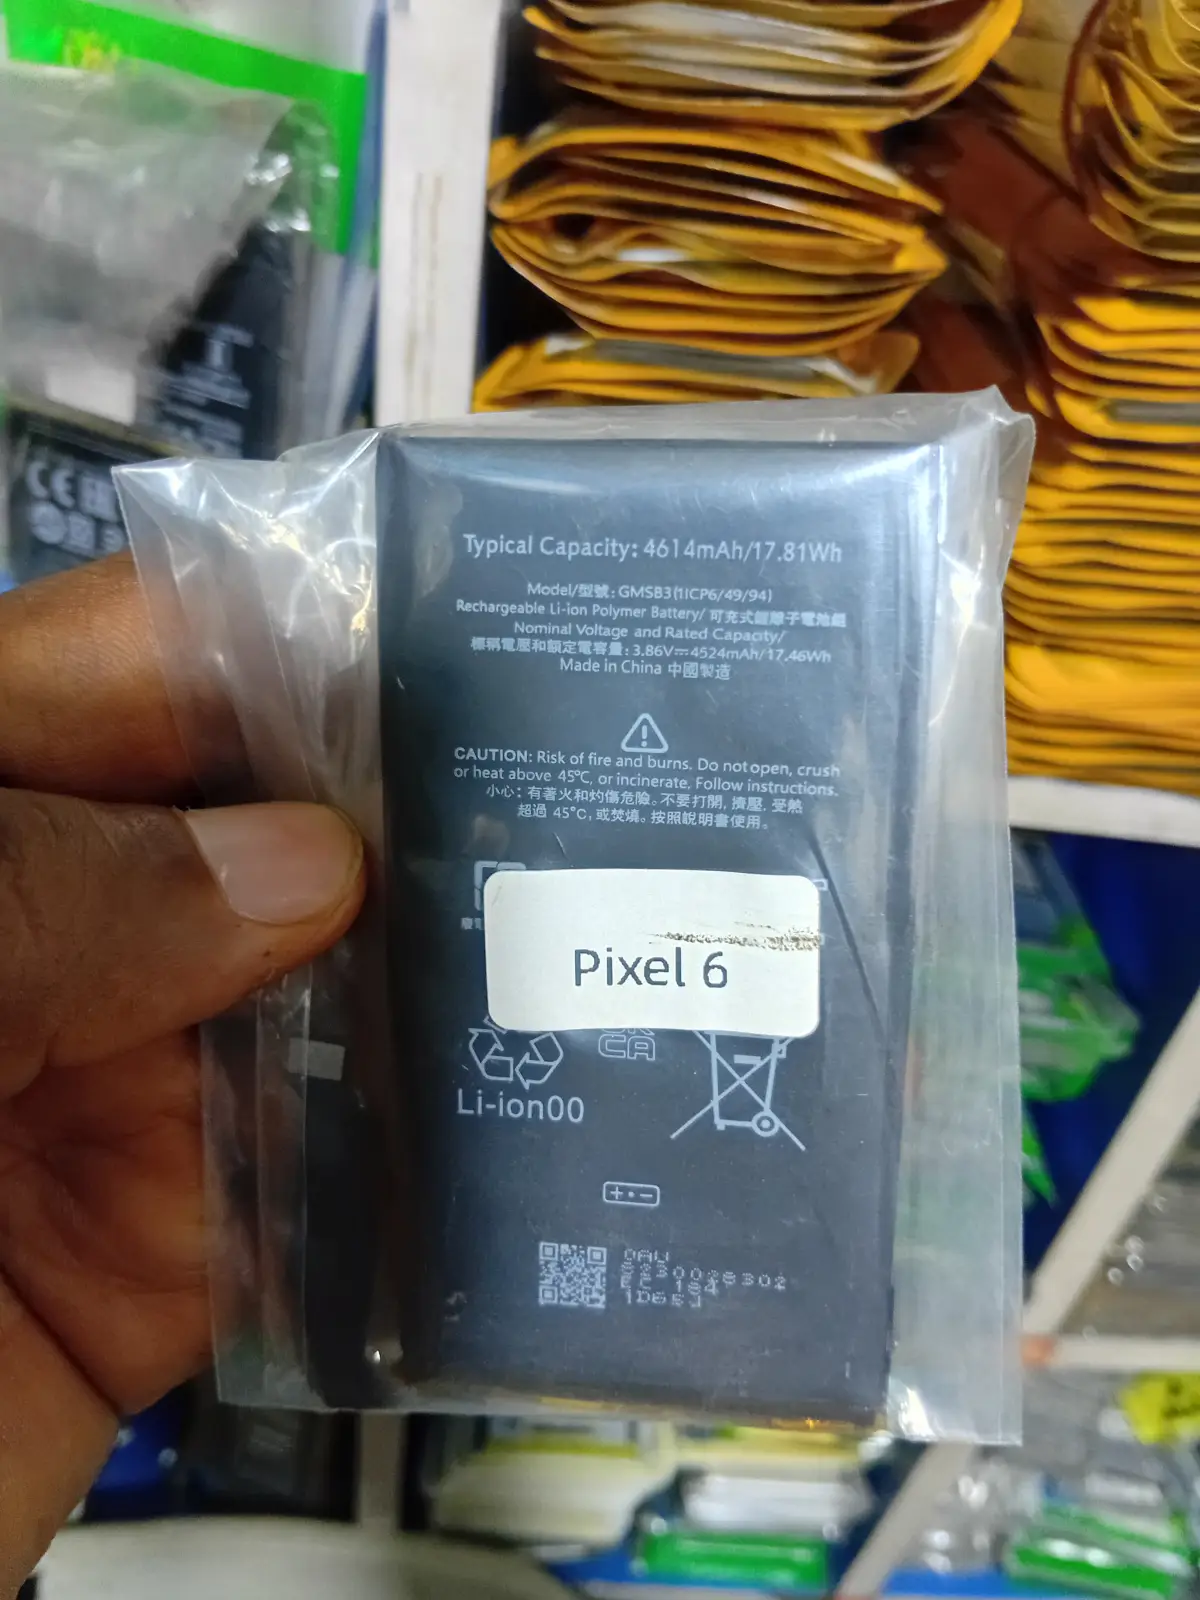 Typical Capacity: 4614mAh/17.81Wh
Model/型號: GMSB3(1ICP6/49/94)
Rechargeable Li-ion Polymer Battery/ 可充式鋰離子電池組
Nominal Voltage and Rated Capacity/
標稱電壓和額定電容量: 3.86V⎓4524mAh/17.46Wh
Made in China 中國製造
CAUTION: Risk of fire and burns. Do not open, crush
or heat above 45°C, or incinerate. Follow instructions.
小心: 有著火和灼傷危險。不要打開, 擠壓, 受熱
超過 45°C, 或焚燒。按照說明書使用。
Pixel 6
CA
Li-ion00
CE